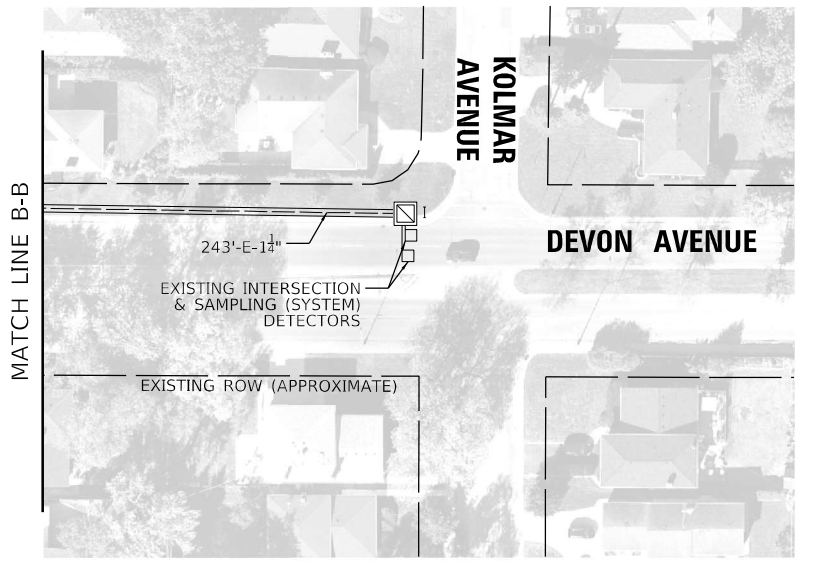 KOLMAR
AVENUE
MATCH LINE B-B
I
243'-E-1¼"
DEVON AVENUE
EXISTING INTERSECTION
& SAMPLING (SYSTEM)
DETECTORS
EXISTING ROW (APPROXIMATE)